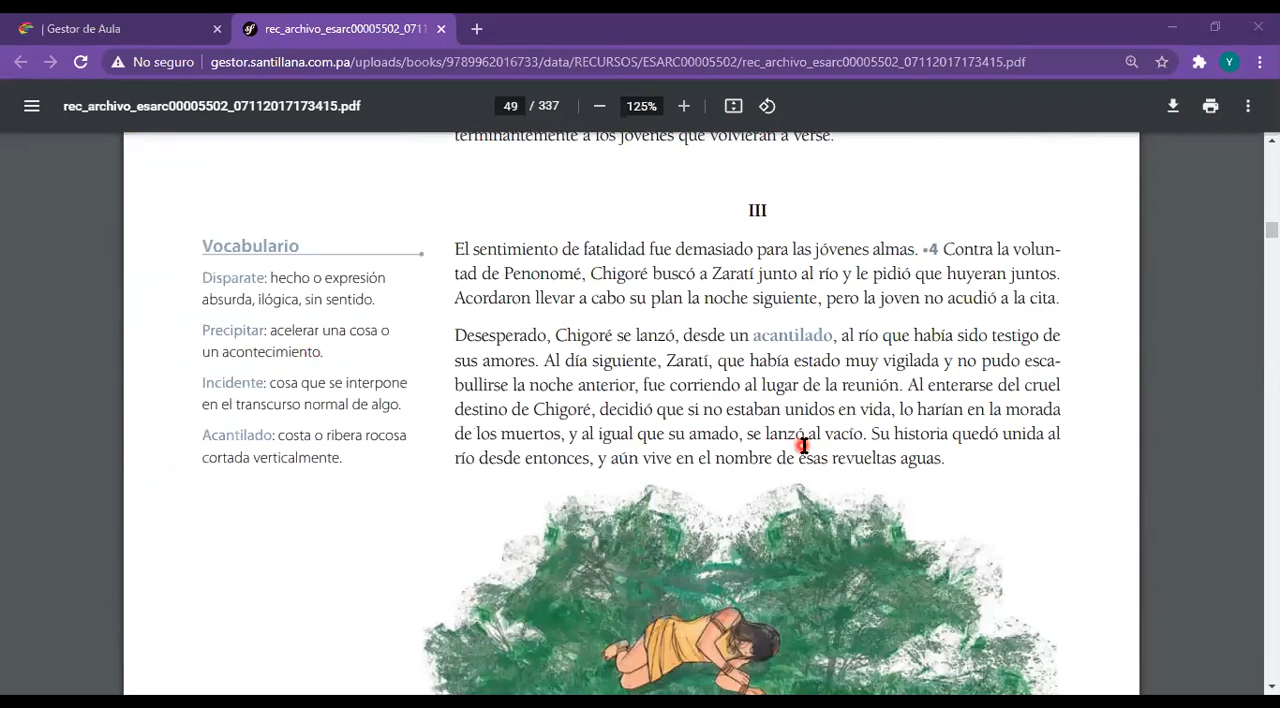 | Gestor de Aula
rec_archivo_esarc00005502_0711
No seguro
gestor.santillana.com.pa/uploads/books/9789962016733/data/RECURSOS/ESARC00005502/rec_archivo_esarc00005502_07112017173415.pdf
Y
rec_archivo_esarc00005502_07112017173415.pdf
49 / 337
125%
terminantemente a los jóvenes que volvieran a verse.
III
Vocabulario
Disparate: hecho o expresión
absurda, ilógica, sin sentido.
Precipitar: acelerar una cosa o
un acontecimiento.
Incidente: cosa que se interpone
en el transcurso normal de algo.
Acantilado: costa o ribera rocosa
cortada verticalmente.
El sentimiento de fatalidad fue demasiado para las jóvenes almas. •4 Contra la volun-
tad de Penonomé, Chigoré buscó a Zaratí junto al río y le pidió que huyeran juntos.
Acordaron llevar a cabo su plan la noche siguiente, pero la joven no acudió a la cita.
Desesperado, Chigoré se lanzó, desde un acantilado, al río que había sido testigo de
sus amores. Al día siguiente, Zaratí, que había estado muy vigilada y no pudo esca-
bullirse la noche anterior, fue corriendo al lugar de la reunión. Al enterarse del cruel
destino de Chigoré, decidió que si no estaban unidos en vida, lo harían en la morada
de los muertos, y al igual que su amado, se lanzó al vacío. Su historia quedó unida al
río desde entonces, y aún vive en el nombre de esas revueltas aguas.